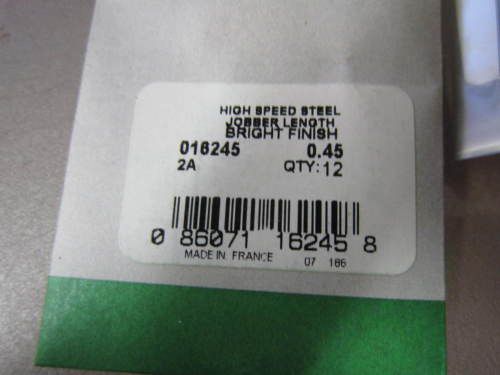 HIGH SPEED STEEL
JOBBER LENGTH
BRIGHT FINISH
016245 0.45
2A QTY:12
0 86071 16245 8
MADE IN FRANCE 07 186